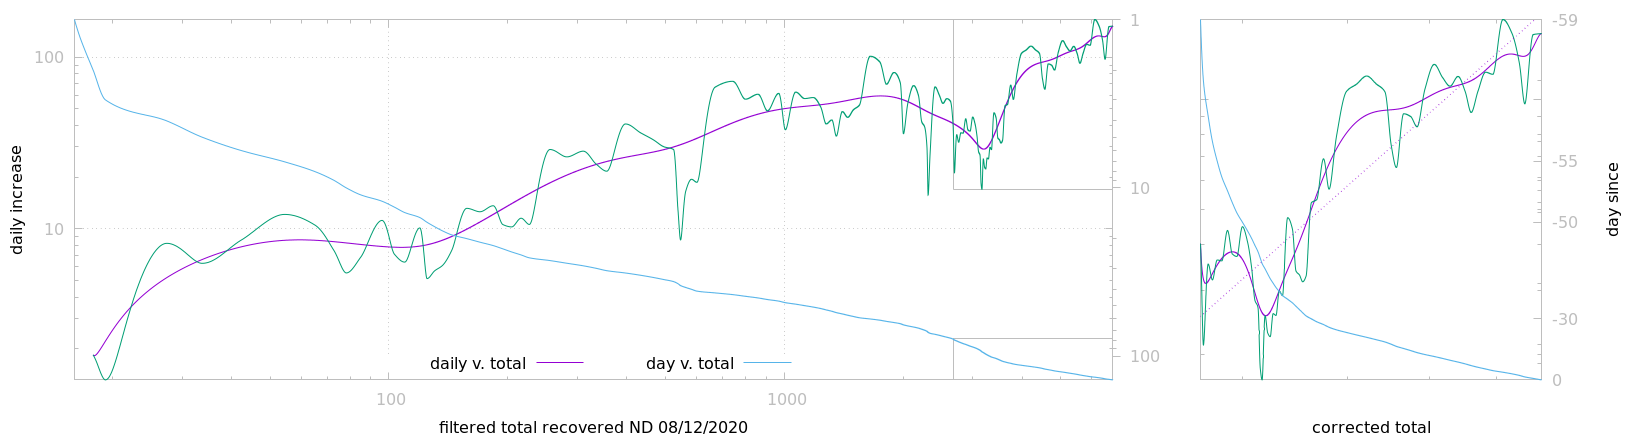 1
-59
100
daily increase
-55
day since
10
-50
10
-30
daily v. total
day v. total
100
0
100
1000
filtered total recovered ND 08/12/2020
corrected total